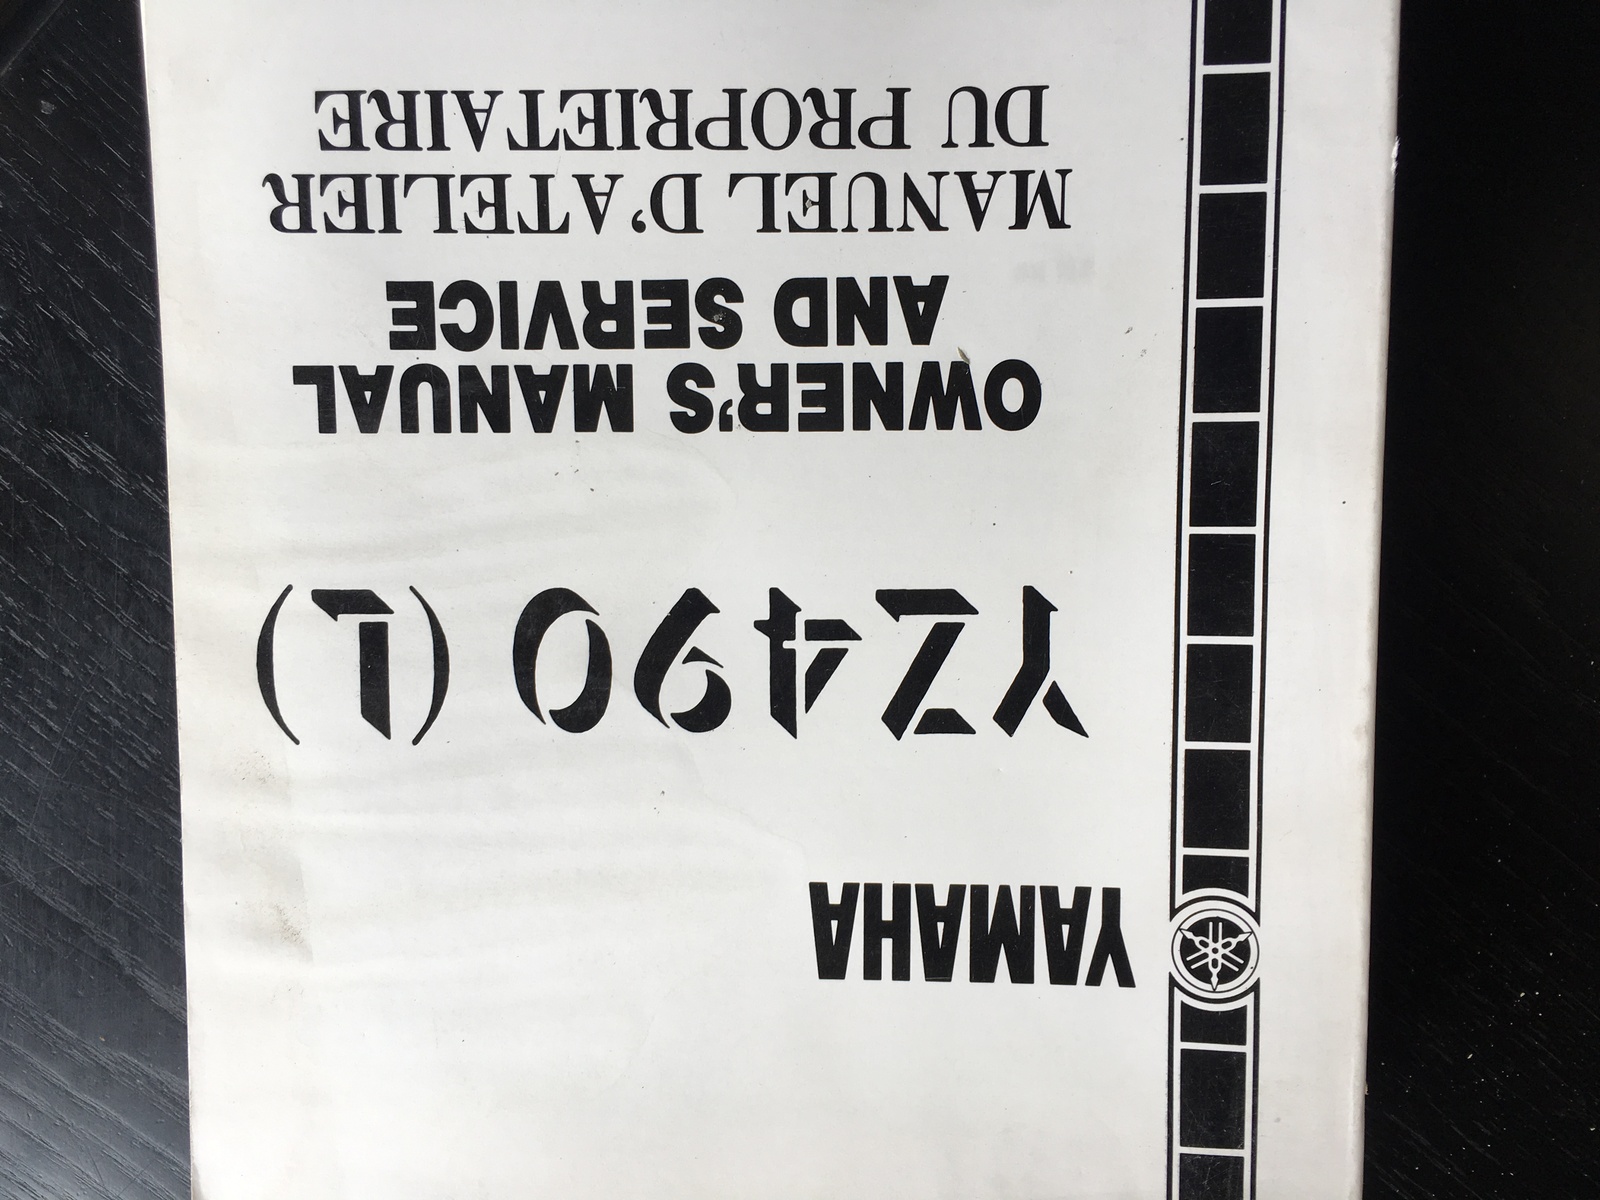 YAMAHA
YZ490 (L)
OWNER'S MANUAL
AND SERVICE
MANUEL D'ATELIER
DU PROPRIETAIRE